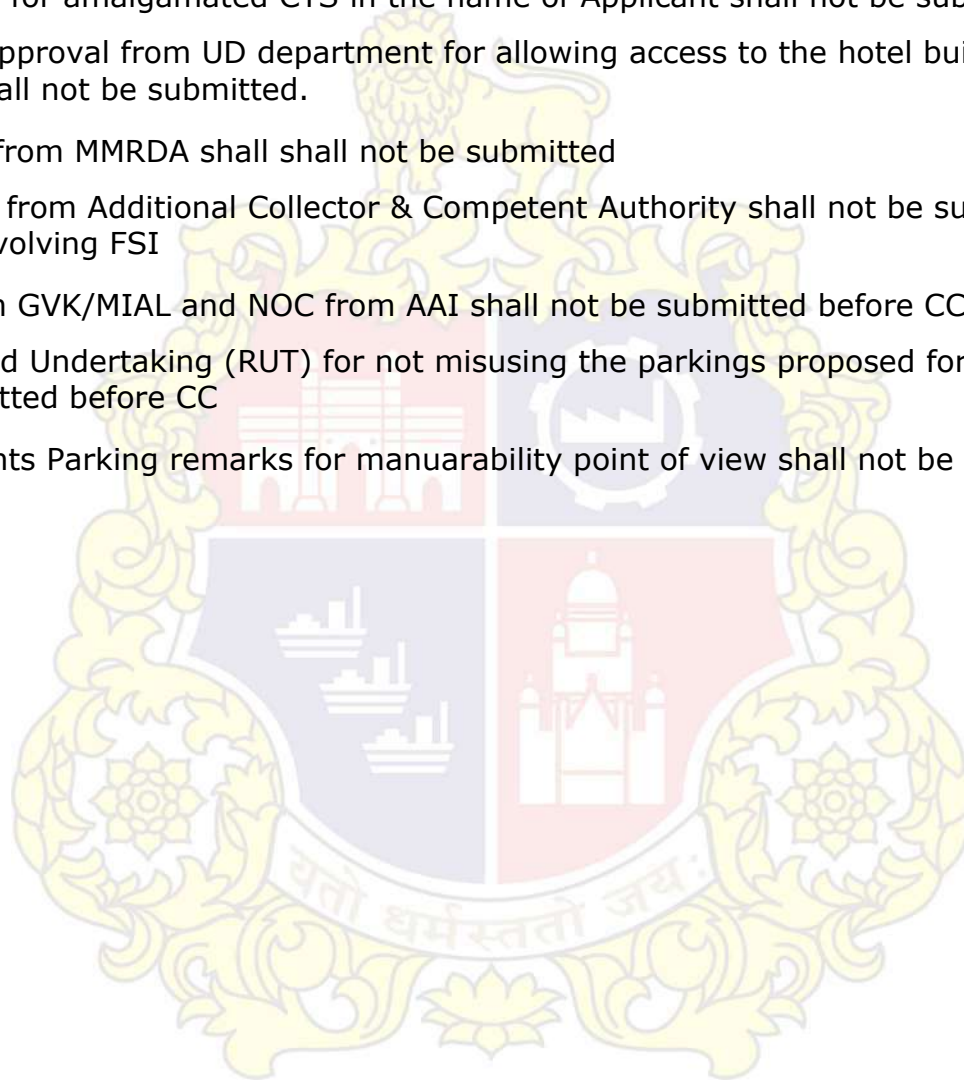 for amalgamated CTS in the name of Applicant shall not be
pproval from UD department for allowing access to the hotel
all not be submitted.
from MMRDA shall shall not be submitted
from Additional Collector & Competent Authority shall not be
volving FSI
GVK/MIAL and NOC from AAI shall not be submitted before CC
d Undertaking (RUT) for not misusing the parkings proposed for
tted before CC
nts Parking remarks for manuarability point of view shall not be
यतो धर्मस्ततो जय: